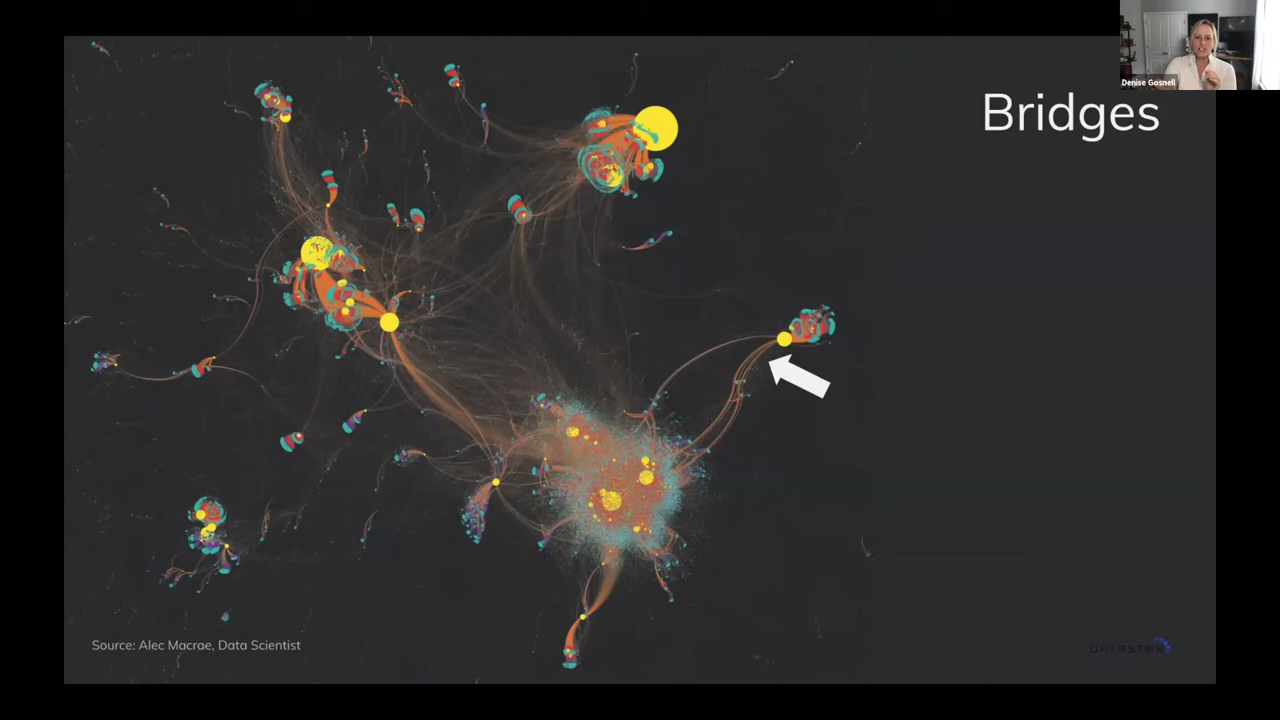 Denise Gosnell
Bridges
Source: Alec Macrae, Data Scientist
DATASTAX